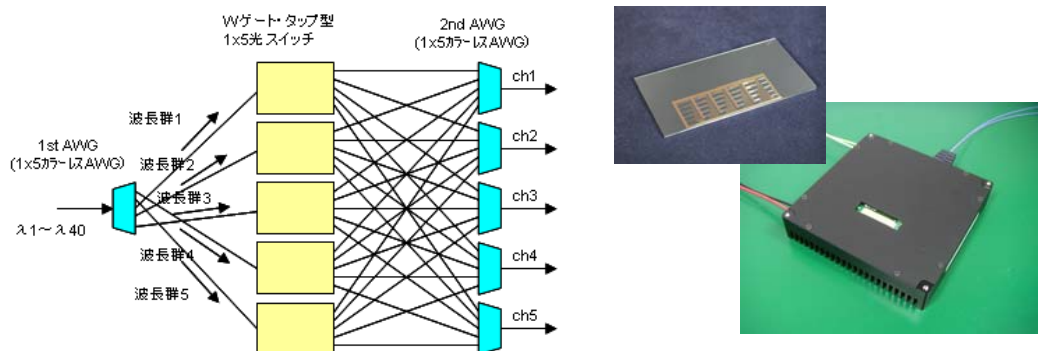 Wゲート・タップ型
1x5光スイッチ
2nd AWG
(1x5カラーレスAWG)
ch1
波長群1
1st AWG
(1x5カラーレスAWG)
波長群2
ch2
波長群3
ch3
λ1～λ40
波長群4
ch4
波長群5
ch5